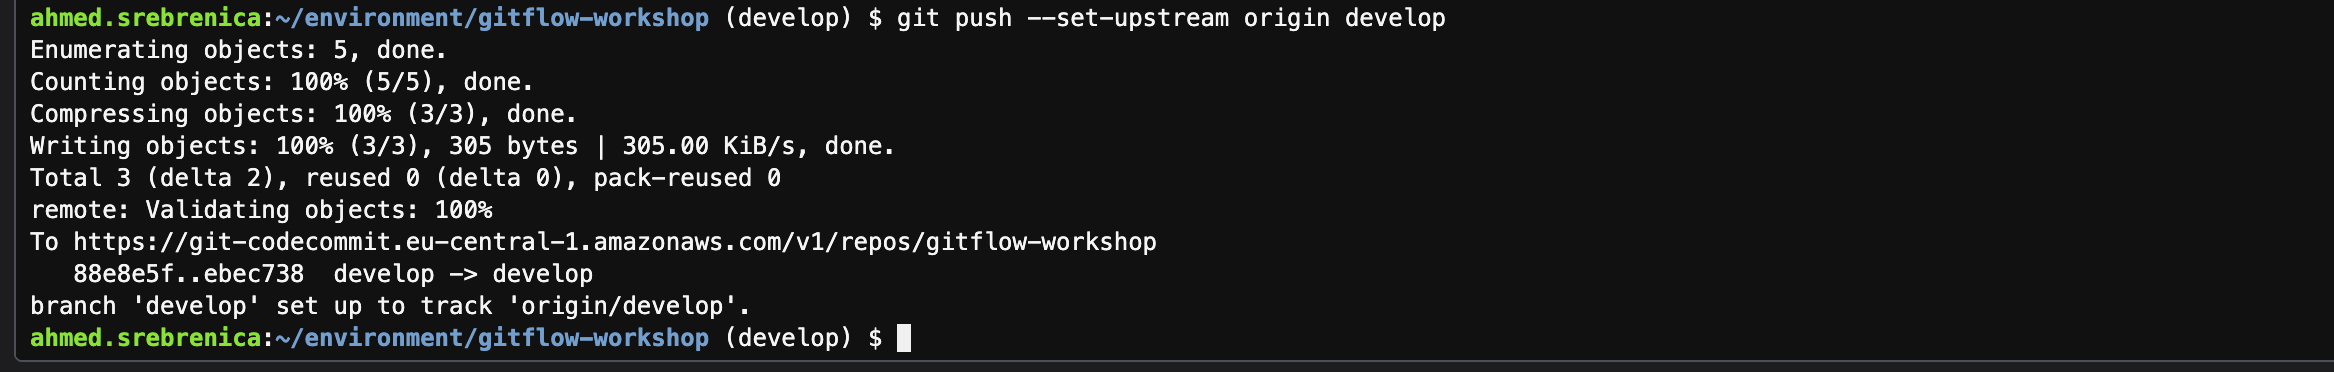 ahmed.srebrenica:~/environment/gitflow-workshop (develop) $ git push --set-upstream origin develop
Enumerating objects: 5, done.
Counting objects: 100% (5/5), done.
Compressing objects: 100% (3/3), done.
Writing objects: 100% (3/3), 305 bytes | 305.00 KiB/s, done.
Total 3 (delta 2), reused 0 (delta 0), pack-reused 0
remote: Validating objects: 100%
To https://git-codecommit.eu-central-1.amazonaws.com/v1/repos/gitflow-workshop
   88e8e5f..ebec738  develop -> develop
branch 'develop' set up to track 'origin/develop'.
ahmed.srebrenica:~/environment/gitflow-workshop (develop) $